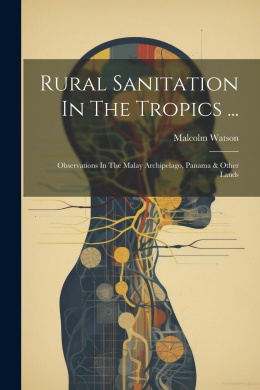 RURAL SANITATION
IN THE TROPICS ...
Malcolm Watson
Observations In The Malay Archipelago, Panama & Other
Lands